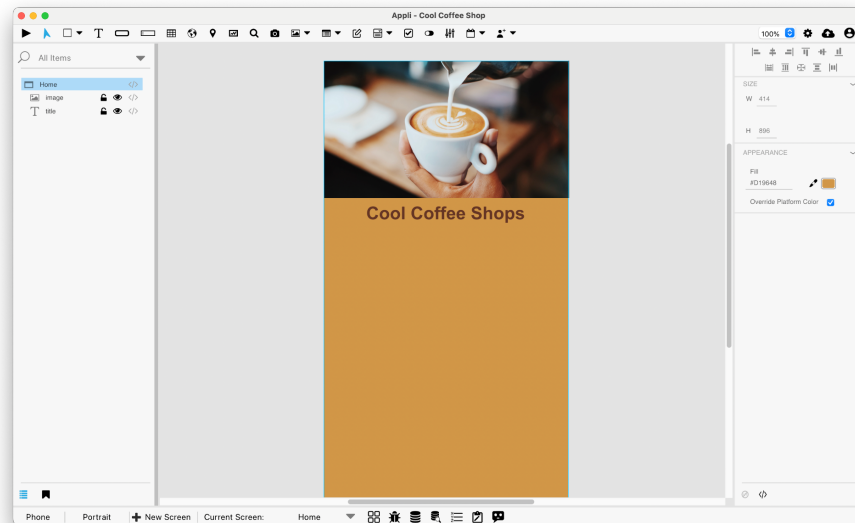 Appli - Cool Coffee Shop
T
100%
All Items
Home </>
image </>
T title </>
SIZE
W 414
H 896
APPEARANCE
Fill
#D19648
Override Platform Color
Cool Coffee Shops
</>
Phone Portrait New Screen Current Screen: Home